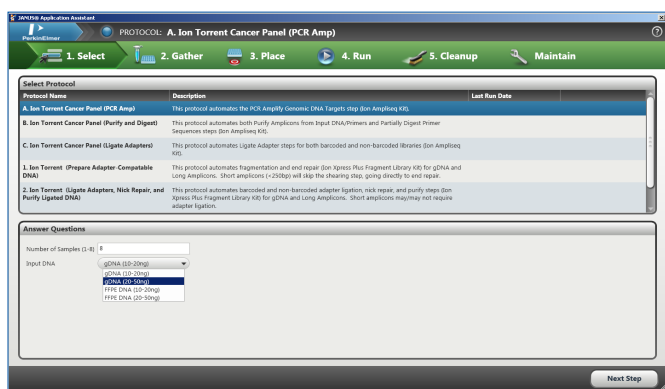 JANUS® Application Assistant
PerkinElmer
PROTOCOL: A. Ion Torrent Cancer Panel (PCR Amp)
1. Select 2. Gather 3. Place 4. Run 5. Cleanup Maintain
Select Protocol
Protocol Name Description Last Run Date
A. Ion Torrent Cancer Panel (PCR Amp) This protocol automates the PCR Amplify Genomic DNA Targets step (Ion Ampliseq Kit).
B. Ion Torrent Cancer Panel (Purify and Digest) This protocol automates both Purify Amplicons from Input DNA/Primers and Partially Digest Primer
Sequences steps (Ion Ampliseq Kit).
C. Ion Torrent Cancer Panel (Ligate Adapters) This protocol automates Ligate Adapter steps for both barcoded and non-barcoded libraries (Ion Ampliseq
Kit).
1. Ion Torrent (Prepare Adapter-Compatable This protocol automates fragmentation and end repair (Ion Xpress Plus Fragment Library Kit) for gDNA and
DNA) Long Amplicons. Short amplicons (<250bp) will skip the shearing step, going directly to end repair.
2. Ion Torrent (Ligate Adapters, Nick Repair, and This protocol automates barcoded and non-barcoded adapter ligation, nick repair, and purify steps (Ion
Purify Ligated DNA) Xpress Plus Fragment Library Kit) for gDNA and Long Amplicons. Short amplicons may/may not require
adapter ligation.
Answer Questions
Number of Samples (1-8) 8
Input DNA gDNA (10-20ng)
gDNA (10-20ng)
gDNA (20-50ng)
FFPE DNA (10-20ng)
FFPE DNA (20-50ng)
Next Step